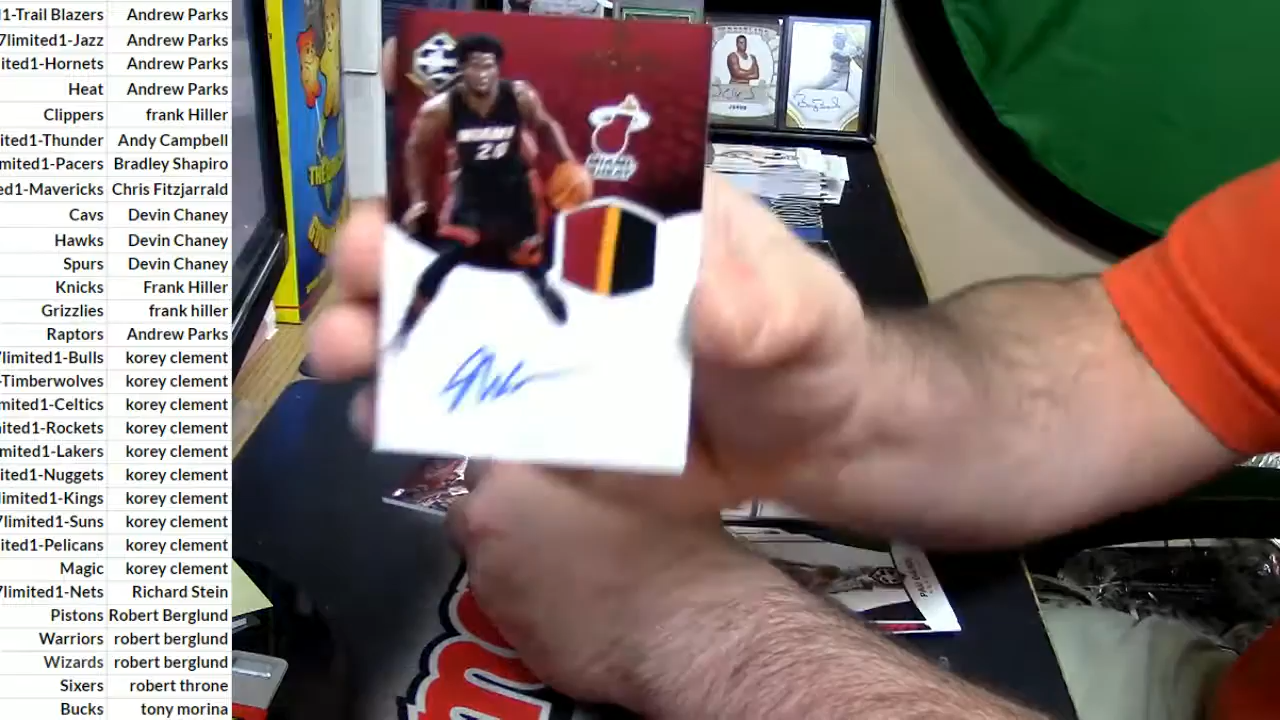 1-Trail Blazers Andrew Parks
7limited1-Jazz Andrew Parks
ited1-Hornets Andrew Parks
Heat Andrew Parks
Clippers frank Hiller
ited1-Thunder Andy Campbell
mited1-Pacers Bradley Shapiro
ed1-Mavericks Chris Fitzjarrald
Cavs Devin Chaney
Hawks Devin Chaney
Spurs Devin Chaney
Knicks Frank Hiller
Grizzlies frank hiller
Raptors Andrew Parks
7limited1-Bulls korey clement
-Timberwolves korey clement
mited1-Celtics korey clement
ited1-Rockets korey clement
imited1-Lakers korey clement
ited1-Nuggets korey clement
limited1-Kings korey clement
7limited1-Suns korey clement
ited1-Pelicans korey clement
Magic korey clement
7limited1-Nets Richard Stein
Pistons Robert Berglund
Warriors robert berglund
Wizards robert berglund
Sixers robert throne
Bucks tony morina
MIAMI
20
MIAMI
HEAT